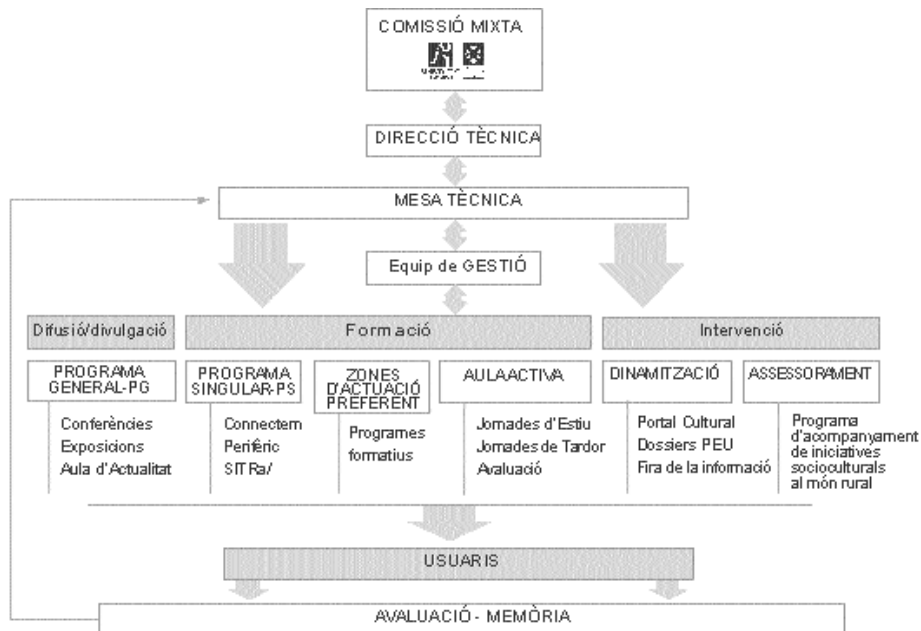 COMISSIÓ MIXTA
DIRECCIÓ TÈCNICA
MESA TÈCNICA
Equip de GESTIÓ
Difusió/divulgació
Formació
Intervenció
PROGRAMA
GENERAL-PG
Conferències
Exposicions
Aula d'Actualitat
PROGRAMA
SINGULAR-PS
Connectem
Perifèric
SITRa/
ZONES
D'ACTUACIÓ
PREFERENT
Programes
formatius
AULA ACTIVA
Jornades d'Estiu
Jornades de Tardor
Avaluació
DINAMITZACIÓ
Portal Cultural
Dossiers PEU
Fira de la informació
ASSESSORAMENT
Programa
d'acompanyament
de iniciatives
socioculturals
al món rural
USUARIS
AVALUACIÓ - MEMÒRIA